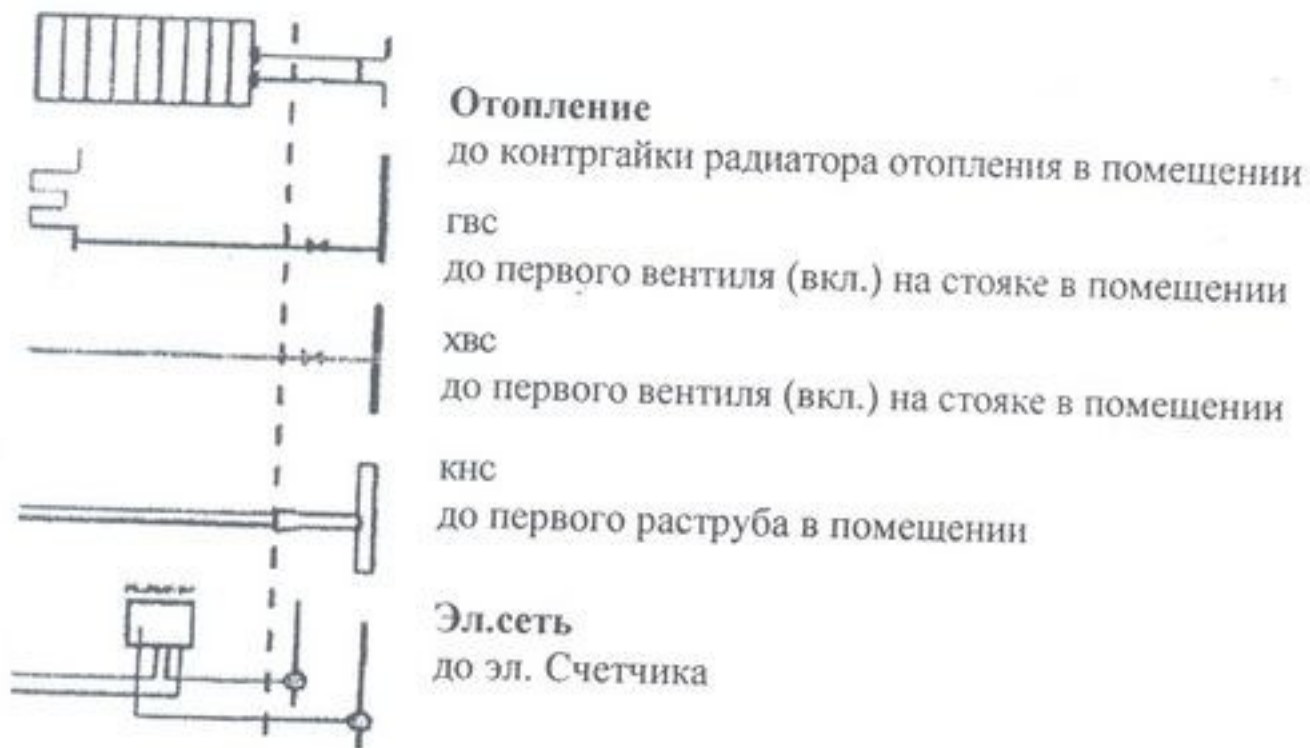 Отопление
до контргайки радиатора отопления в помещении
гвс
до первого вентиля (вкл.) на стояке в помещении
хвс
до первого вентиля (вкл.) на стояке в помещении
кнс
до первого раструба в помещении
Эл.сеть
до эл. Счетчика